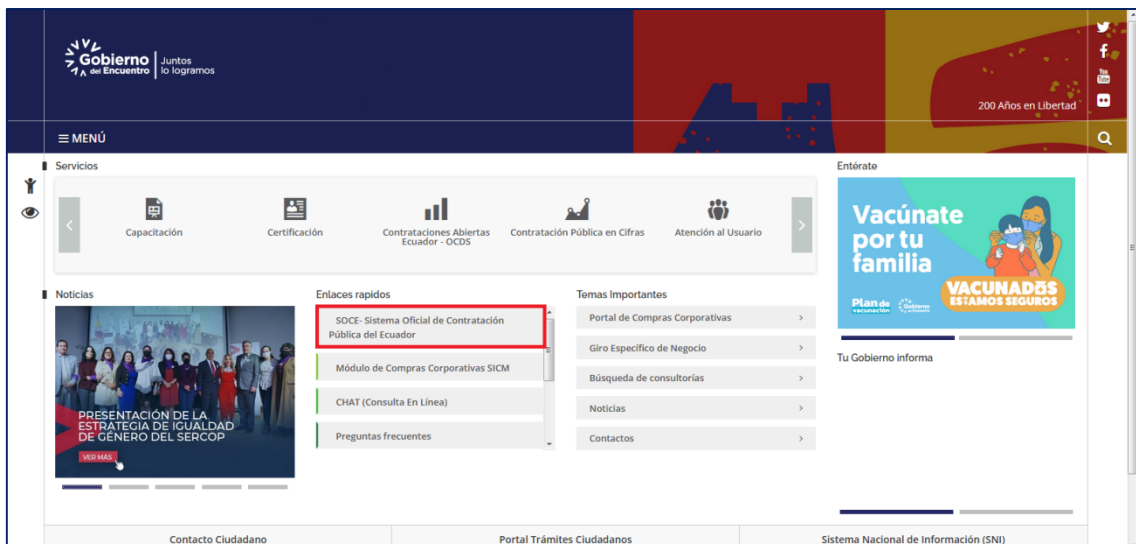 Gobierno
del Encuentro
Juntos
lo logramos
200 Años en Libertad
You
Tube
MENÚ
Servicios
Capacitación
Certificación
Contrataciones Abiertas
Ecuador - OCDS
Contratación Pública en Cifras
Atención al Usuario
Entérate
Vacúnate
por tu
familia
VACUNADOS
ESTAMOS SEGUROS
Plan de
vacunación
Gobierno
Noticias
PRESENTACIÓN DE LA
ESTRATEGIA DE IGUALDAD
DE GÉNERO DEL SERCOP
VER MÁS
Enlaces rapidos
SOCE- Sistema Oficial de Contratación
Pública del Ecuador
Módulo de Compras Corporativas SICM
CHAT (Consulta En Línea)
Preguntas frecuentes
Temas Importantes
Portal de Compras Corporativas
Giro Específico de Negocio
Búsqueda de consultorías
Noticias
Contactos
Tu Gobierno informa
Contacto Ciudadano
Portal Trámites Ciudadanos
Sistema Nacional de Información (SNI)